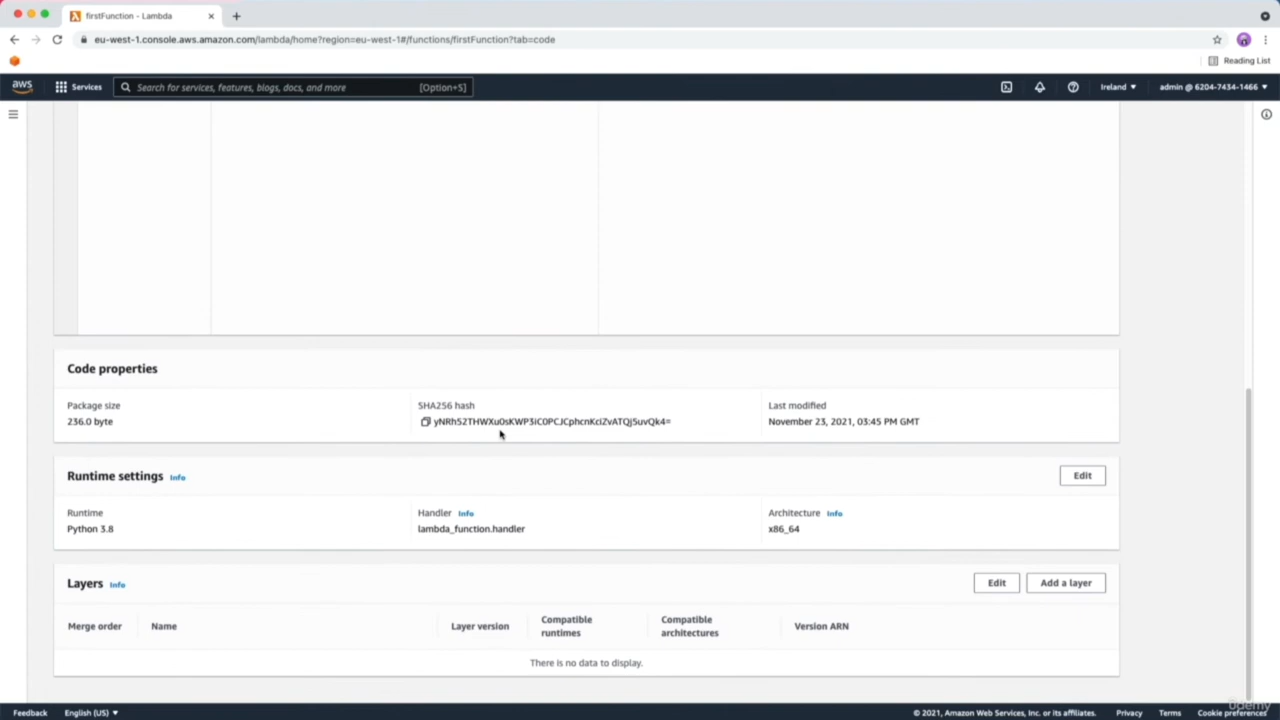 firstFunction - Lambda
eu-west-1.console.aws.amazon.com/lambda/home?region=eu-west-1#/functions/firstFunction?tab=code
Reading List
aws
Services
Search for services, features, blogs, docs, and more
[Option+S]
Ireland ▼
admin @ 6204-7434-1466 ▼
Code properties
Package size
236.0 byte
SHA256 hash
yNRh52THWXu0sKWP3iC0PCJCphcnKciZvATQj5uvQk4=
Last modified
November 23, 2021, 03:45 PM GMT
Runtime settings Info
Edit
Runtime
Python 3.8
Handler Info
lambda_function.handler
Architecture Info
x86_64
Layers Info
Edit
Add a layer
Merge order
Name
Layer version
Compatible
runtimes
Compatible
architectures
Version ARN
There is no data to display.
Feedback
English (US) ▼
© 2021, Amazon Web Services, Inc. or its affiliates.
Privacy
Terms
Cookie preferences
udemy